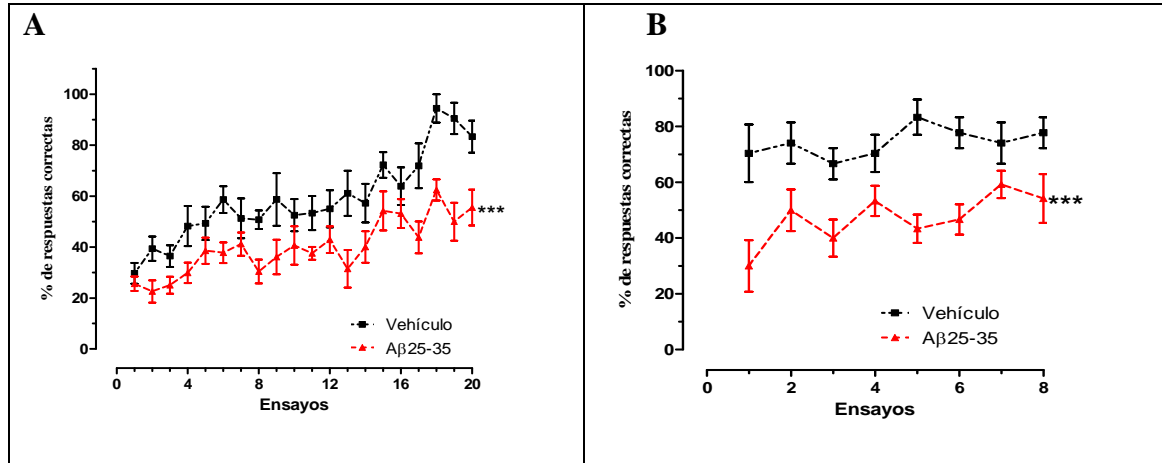 A
% de respuestas correctas
100
80
60
40
20
0
***
Vehículo
Aβ25-35
0 4 8 12 16 20
Ensayos
B
% de respuestas correctas
100
80
60
40
20
0
***
Vehículo
Aβ25-35
0 2 4 6 8
Ensayos